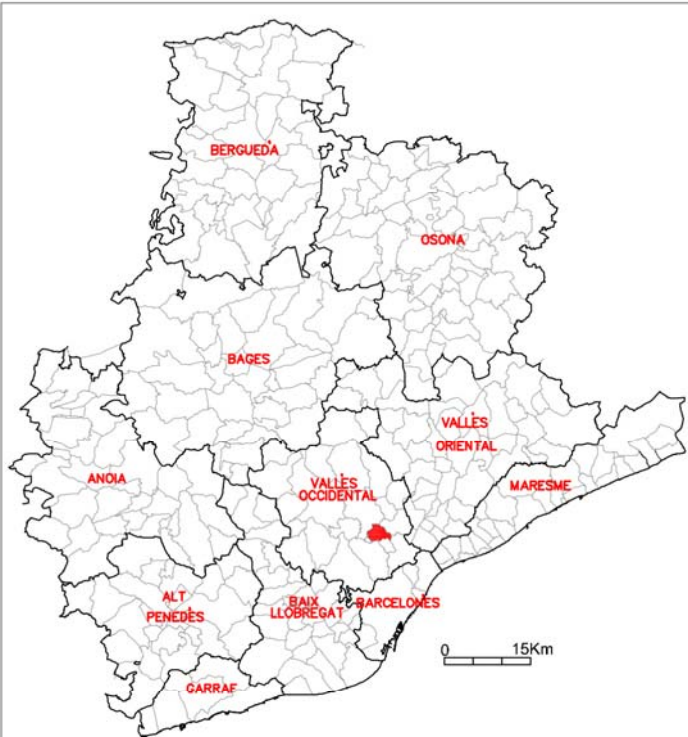 BERGUEDÀ
OSONA
BAGES
VALLÈS
ORIENTAL
ANOIA
VALLÈS
OCCIDENTAL
MARESME
ALT
PENEDÈS
BAIX
LLOBREGAT
BARCELONÈS
GARRAF
0 15Km